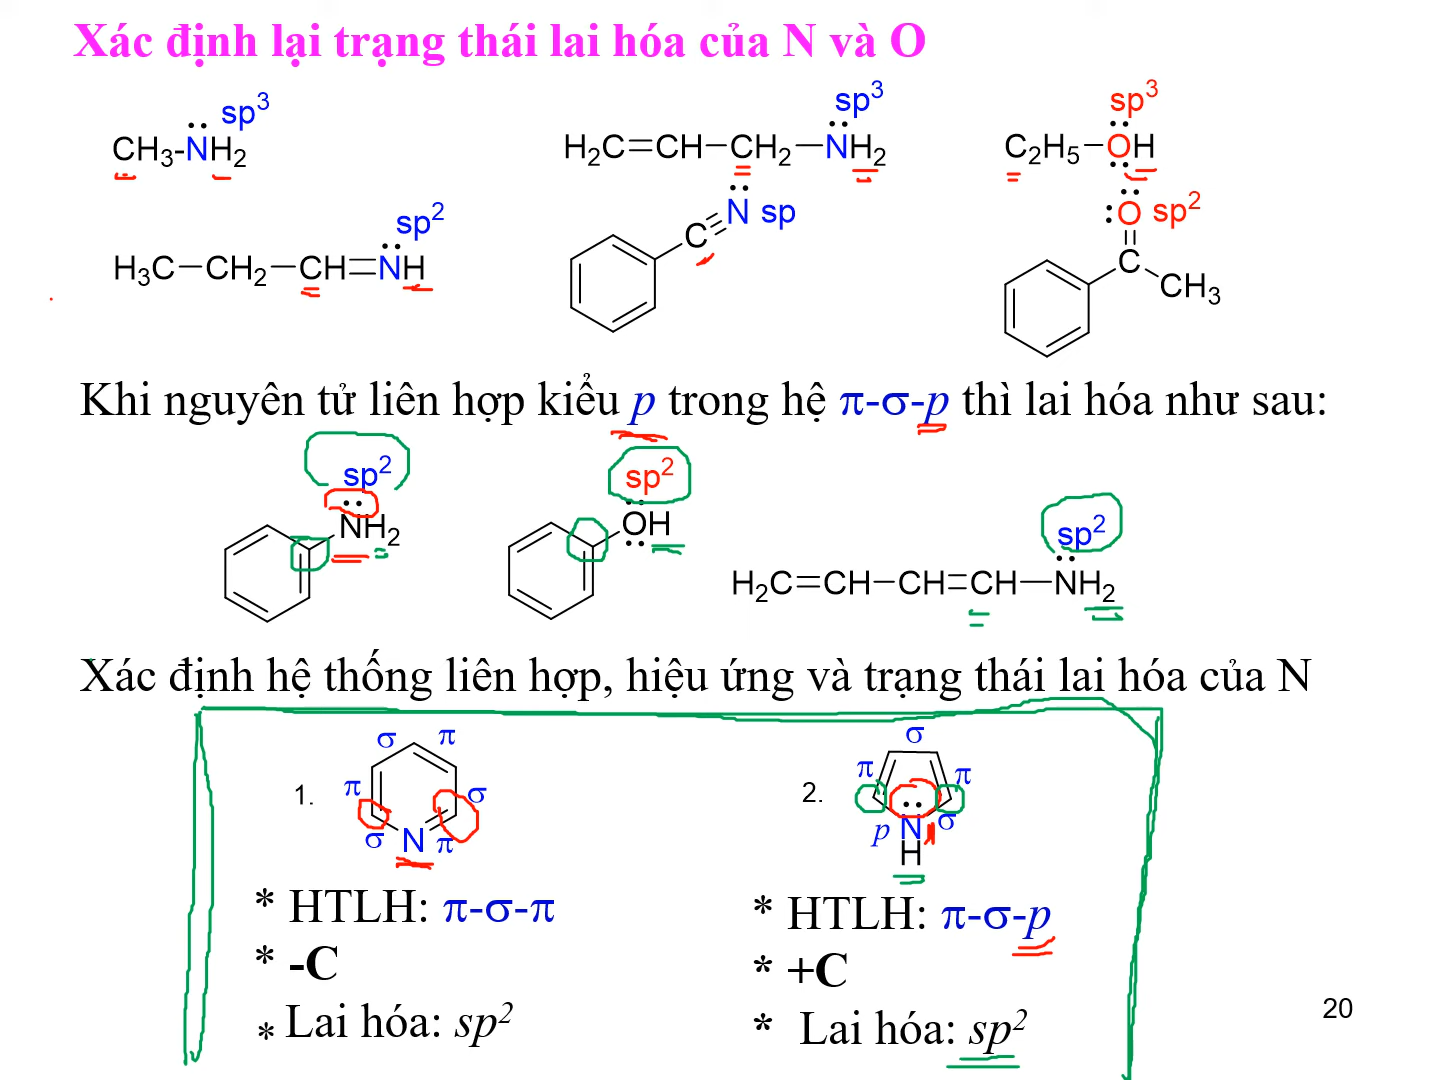 Xác định lại trạng thái lai hóa của N và O
sp3
CH3-NH2
sp3
H2C=CH–CH2–NH2
sp3
C2H5–OH
sp2
H3C–CH2–CH=NH
C≡N sp
O sp2
C
CH3
Khi nguyên tử liên hợp kiểu p trong hệ π-σ-p thì lai hóa như sau:
sp2
NH2
sp2
OH
sp2
H2C=CH–CH=CH–NH2
Xác định hệ thống liên hợp, hiệu ứng và trạng thái lai hóa của N
1.
σ π
π σ
σ N π
2.
σ
π π
p N σ
H
* HTLH: π-σ-π
* -C
* Lai hóa: sp2
* HTLH: π-σ-p
* +C
* Lai hóa: sp2
20